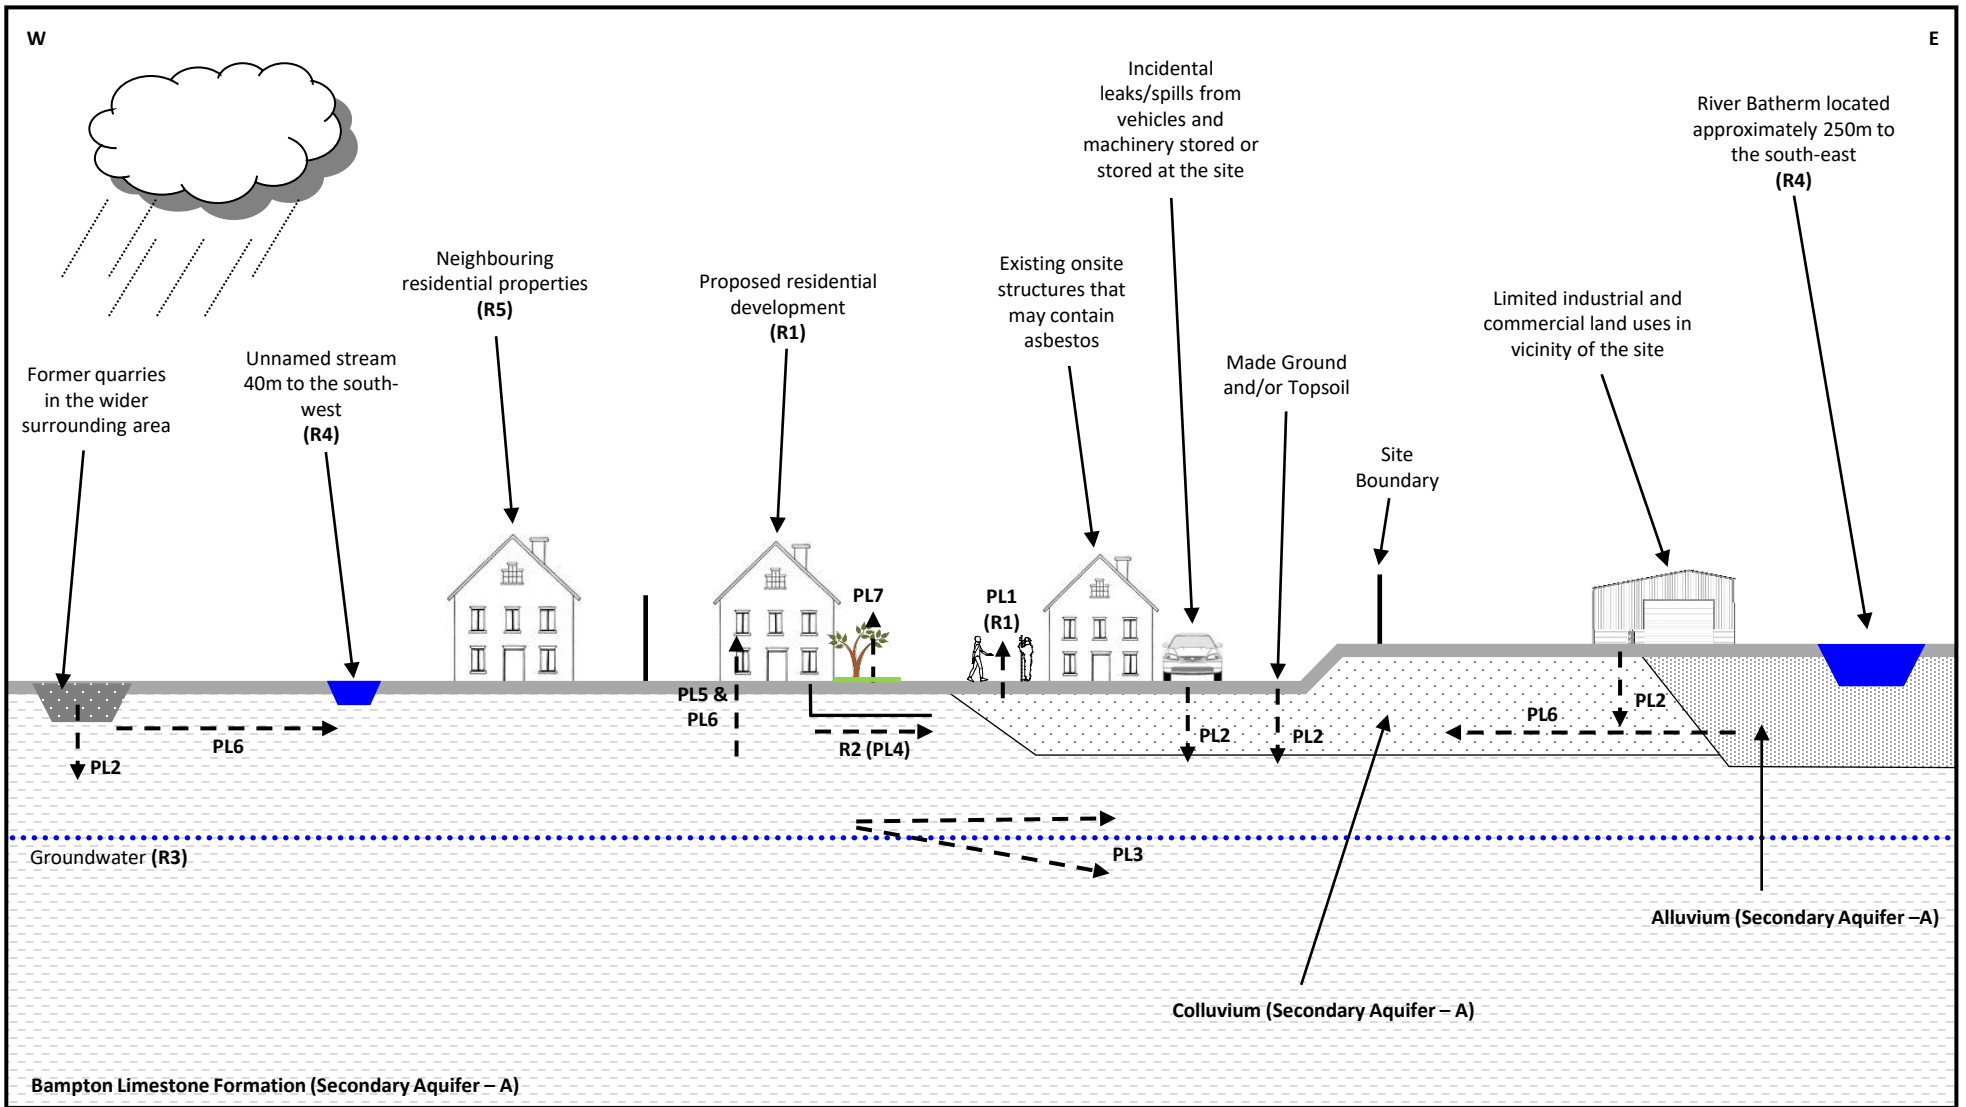 W
E
Incidental
leaks/spills from
vehicles and
machinery stored or
stored at the site
River Batherm located
approximately 250m to
the south-east
(R4)
Neighbouring
residential properties
(R5)
Proposed residential
development
(R1)
Existing onsite
structures that
may contain
asbestos
Limited industrial and
commercial land uses in
vicinity of the site
Former quarries
in the wider
surrounding area
Unnamed stream
40m to the south-
west
(R4)
Made Ground
and/or Topsoil
Site
Boundary
PL7
PL1
(R1)
PL5 &
PL6
PL2
PL6
PL6
R2 (PL4)
PL2
PL2
PL2
Groundwater (R3)
PL3
Alluvium (Secondary Aquifer –A)
Colluvium (Secondary Aquifer – A)
Bampton Limestone Formation (Secondary Aquifer – A)